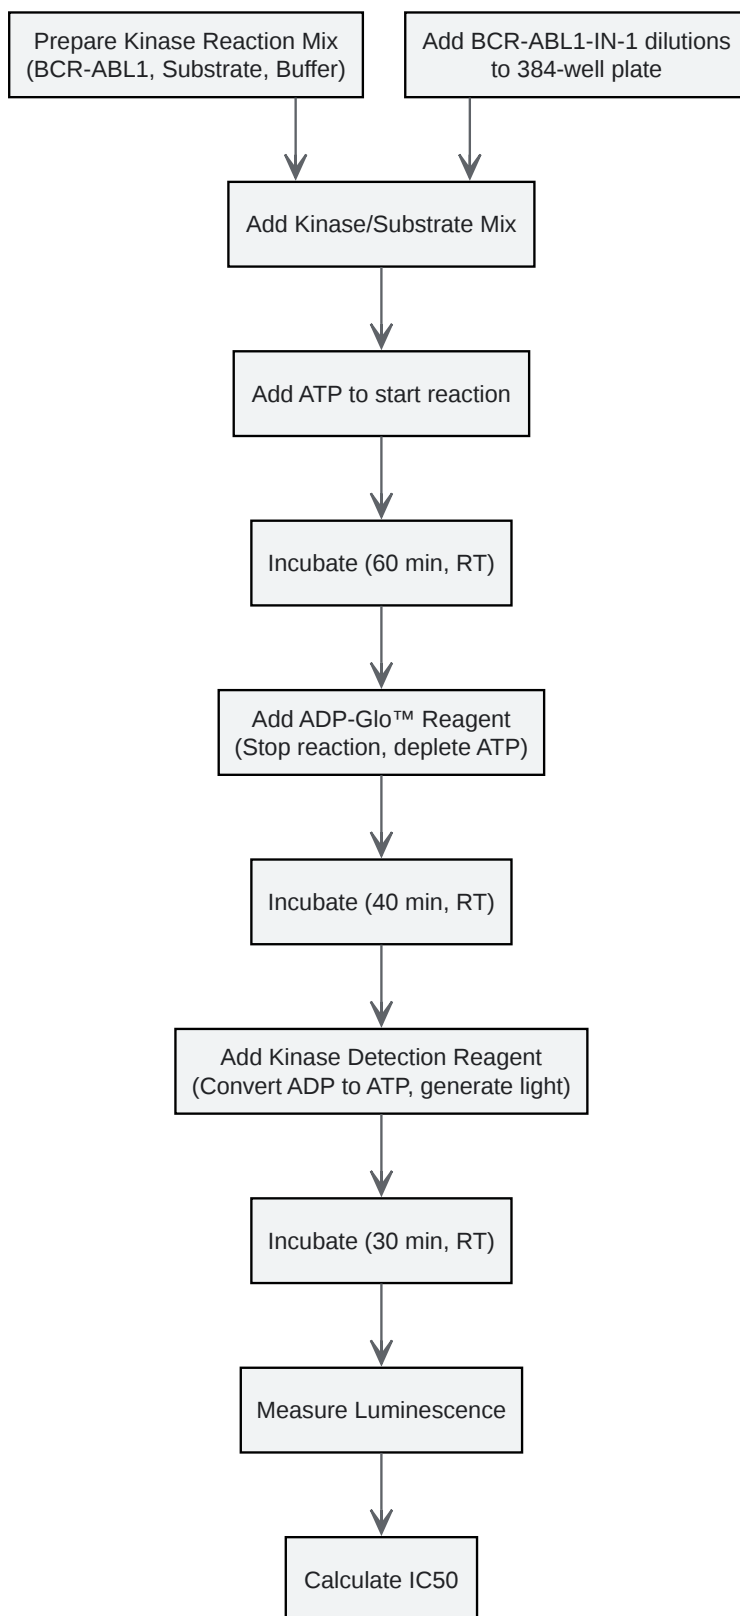 Prepare Kinase Reaction Mix
(BCR-ABL1, Substrate, Buffer)
Add BCR-ABL1-IN-1 dilutions
to 384-well plate
Add Kinase/Substrate Mix
Add ATP to start reaction
Incubate (60 min, RT)
Add ADP-Glo™ Reagent
(Stop reaction, deplete ATP)
Incubate (40 min, RT)
Add Kinase Detection Reagent
(Convert ADP to ATP, generate light)
Incubate (30 min, RT)
Measure Luminescence
Calculate IC50